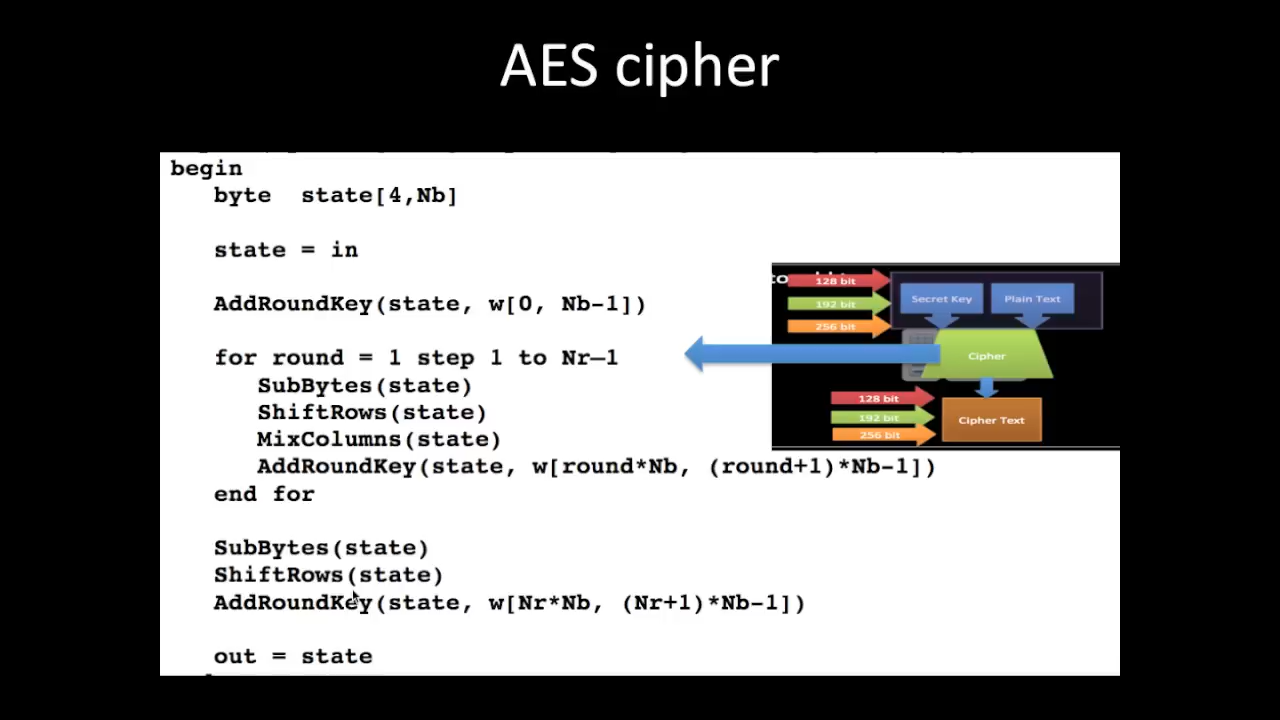 AES cipher
begin
byte state[4,Nb]
state = in
AddRoundKey(state, w[0, Nb-1])
for round = 1 step 1 to Nr–1
SubBytes(state)
ShiftRows(state)
MixColumns(state)
AddRoundKey(state, w[round*Nb, (round+1)*Nb-1])
end for
SubBytes(state)
ShiftRows(state)
AddRoundKey(state, w[Nr*Nb, (Nr+1)*Nb-1])
out = state
128 bit
192 bit
256 bit
Secret Key
Plain Text
Cipher
128 bit
192 bit
256 bit
Cipher Text